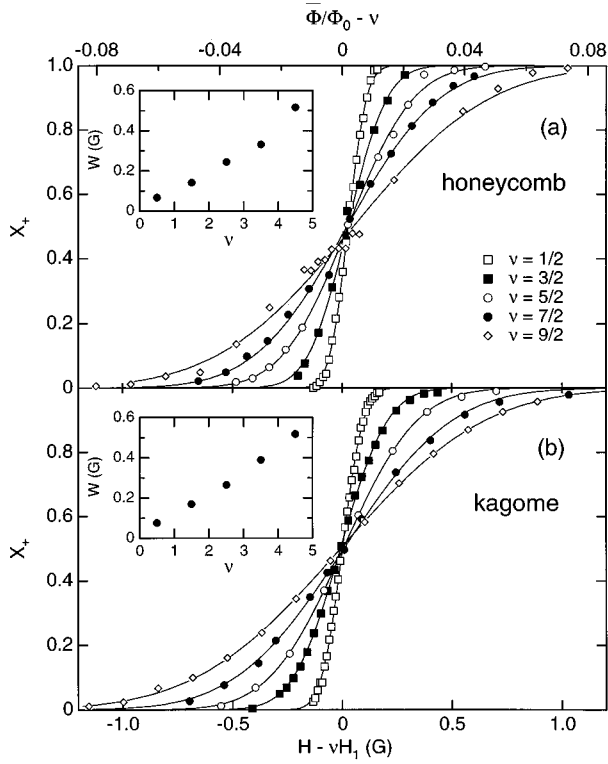 Φ̅/Φ₀ - ν
-0.08 -0.04 0 0.04 0.08
1.0
0.8
0.6
0.4
0.2
0
X₊
(a)
honeycomb
W (G)
0.6
0.4
0.2
0
0 1 2 3 4 5
ν
□ ν = 1/2
■ ν = 3/2
○ ν = 5/2
● ν = 7/2
◇ ν = 9/2
(b)
kagome
0.8
0.6
0.4
0.2
0
X₊
W (G)
0.6
0.4
0.2
0
0 1 2 3 4 5
ν
-1.0 -0.5 0 0.5 1.0
H - νH₁ (G)